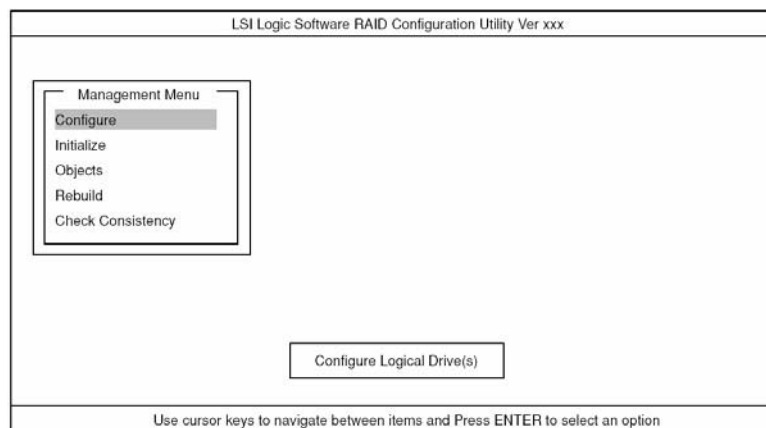 LSI Logic Software RAID Configuration Utility Ver xxx
Management Menu
Configure
Initialize
Objects
Rebuild
Check Consistency
Configure Logical Drive(s)
Use cursor keys to navigate between items and Press ENTER to select an option